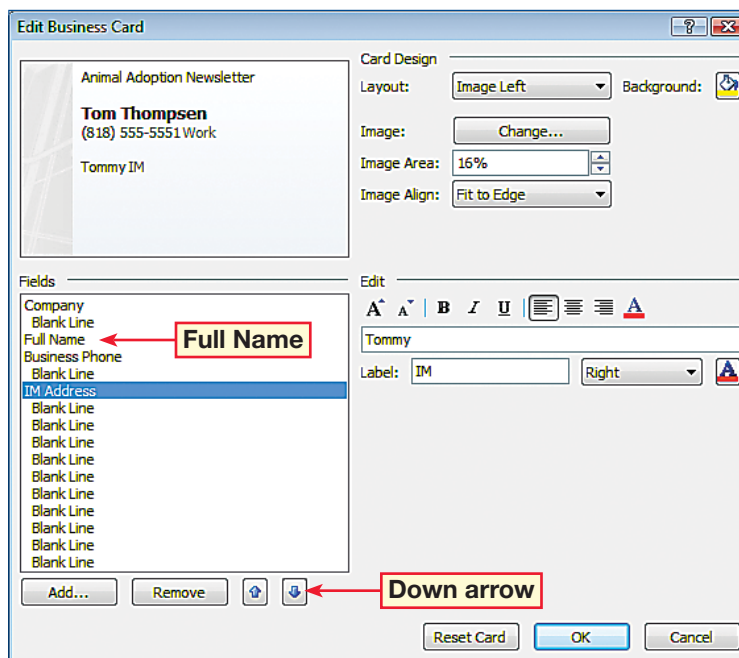 Edit Business Card
?
Animal Adoption Newsletter
Tom Thompsen
(818) 555-5551 Work
Tommy IM
Card Design
Layout: Image Left Background:
Image: Change...
Image Area: 16%
Image Align: Fit to Edge
Fields
Company
Blank Line
Full Name
Full Name
Business Phone
Blank Line
IM Address
Blank Line
Blank Line
Blank Line
Blank Line
Blank Line
Blank Line
Blank Line
Blank Line
Blank Line
Blank Line
Add... Remove
Down arrow
Edit
A A B I U A
Tommy
Label: IM Right A
Reset Card OK Cancel